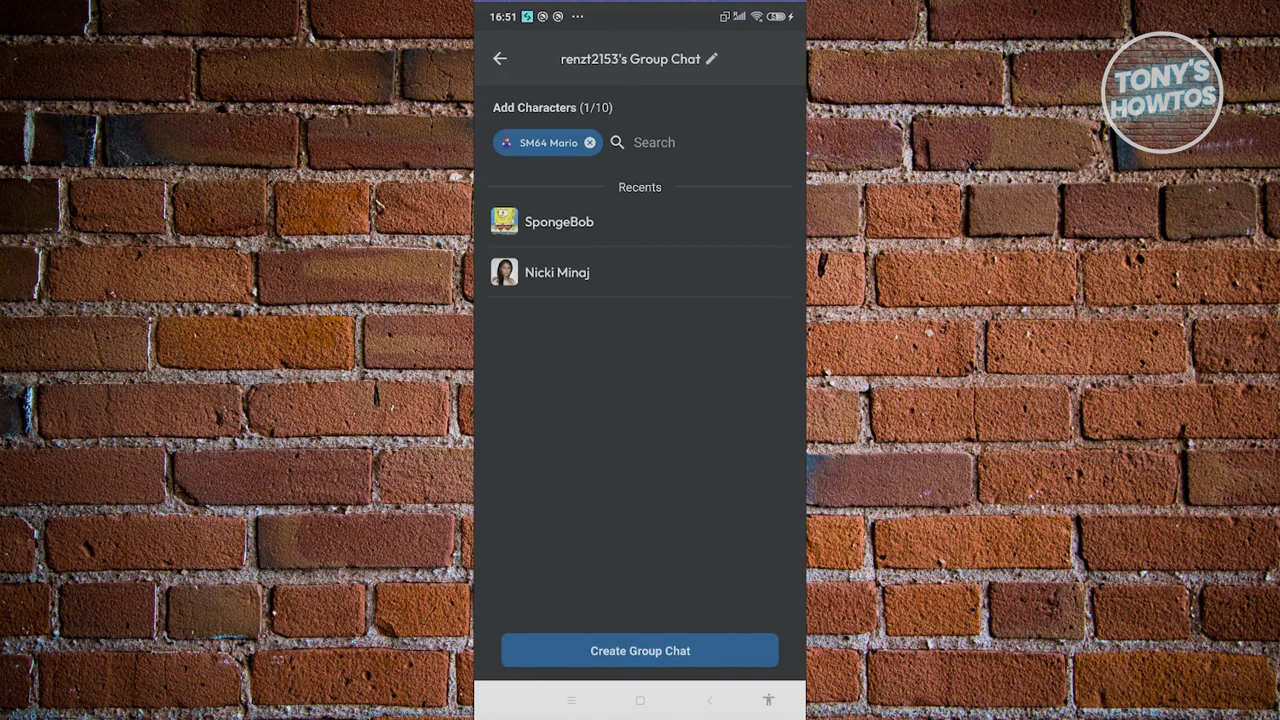 16:51
renzt2153's Group Chat
Add Characters (1/10)
SM64 Mario
Search
Recents
SpongeBob
Nicki Minaj
Create Group Chat
TONY'S
HOWTOS